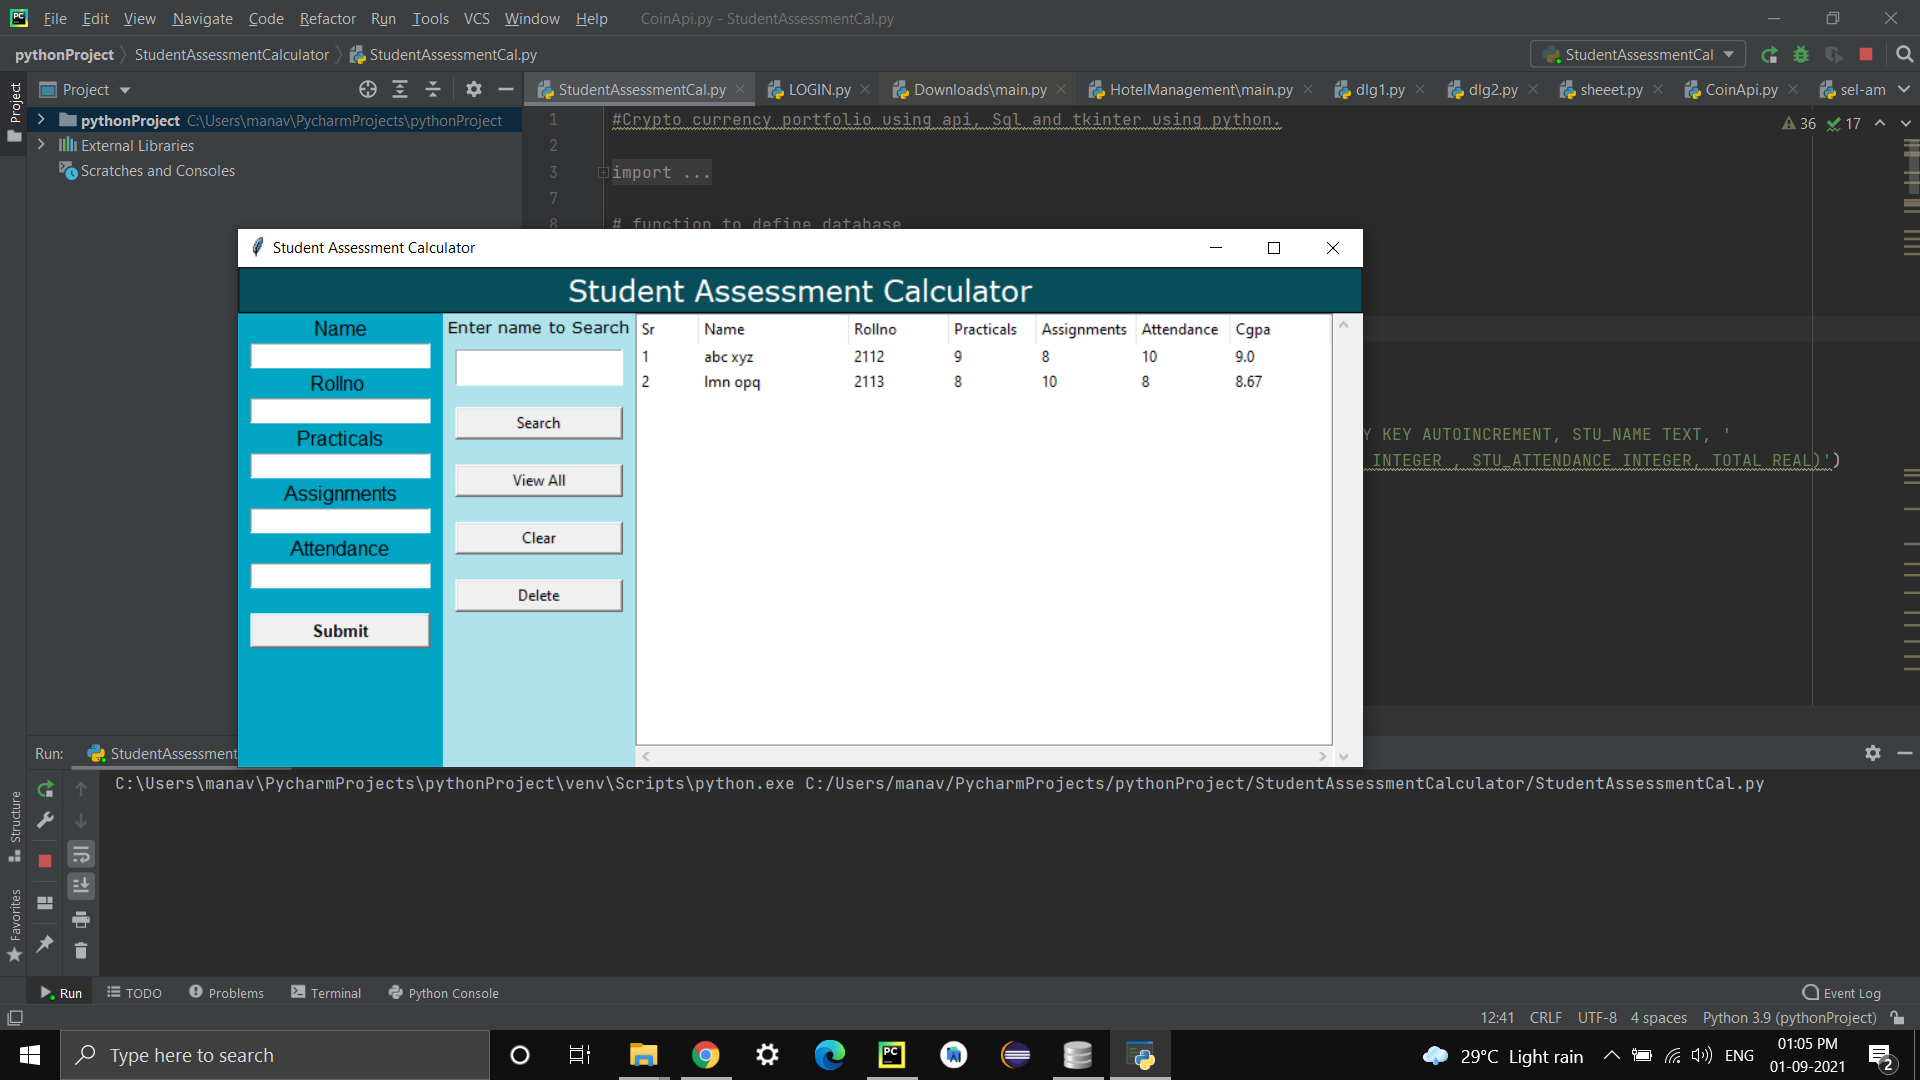 File Edit View Navigate Code Refactor Run Tools VCS Window Help CoinApi.py - StudentAssessmentCal.py
pythonProject StudentAssessmentCalculator StudentAssessmentCal.py StudentAssessmentCal
Project StudentAssessmentCal.py LOGIN.py Downloads\main.py HotelManagement\main.py dlg1.py dlg2.py sheeet.py CoinApi.py sel-am
Project
pythonProject C:\Users\manav\PycharmProjects\pythonProject
External Libraries
Scratches and Consoles
1 #Crypto currency portfolio using api, Sql and tkinter using python.
36 17
2
3 import ...
7
8 # function to define database
Student Assessment Calculator
Student Assessment Calculator
Name
Rollno
Practicals
Assignments
Attendance
Submit
Enter name to Search
Search
View All
Clear
Delete
Sr Name Rollno Practicals Assignments Attendance Cgpa
1 abc xyz 2112 9 8 10 9.0
2 lmn opq 2113 8 10 8 8.67
Y KEY AUTOINCREMENT, STU_NAME TEXT, '
INTEGER , STU_ATTENDANCE INTEGER, TOTAL REAL)')
Run: StudentAssessment
C:\Users\manav\PycharmProjects\pythonProject\venv\Scripts\python.exe C:/Users/manav/PycharmProjects/pythonProject/StudentAssessmentCalculator/StudentAssessmentCal.py
Structure
Favorites
Run TODO Problems Terminal Python Console Event Log
12:41 CRLF UTF-8 4 spaces Python 3.9 (pythonProject)
Type here to search
PC
29°C Light rain ENG
01:05 PM
01-09-2021
2